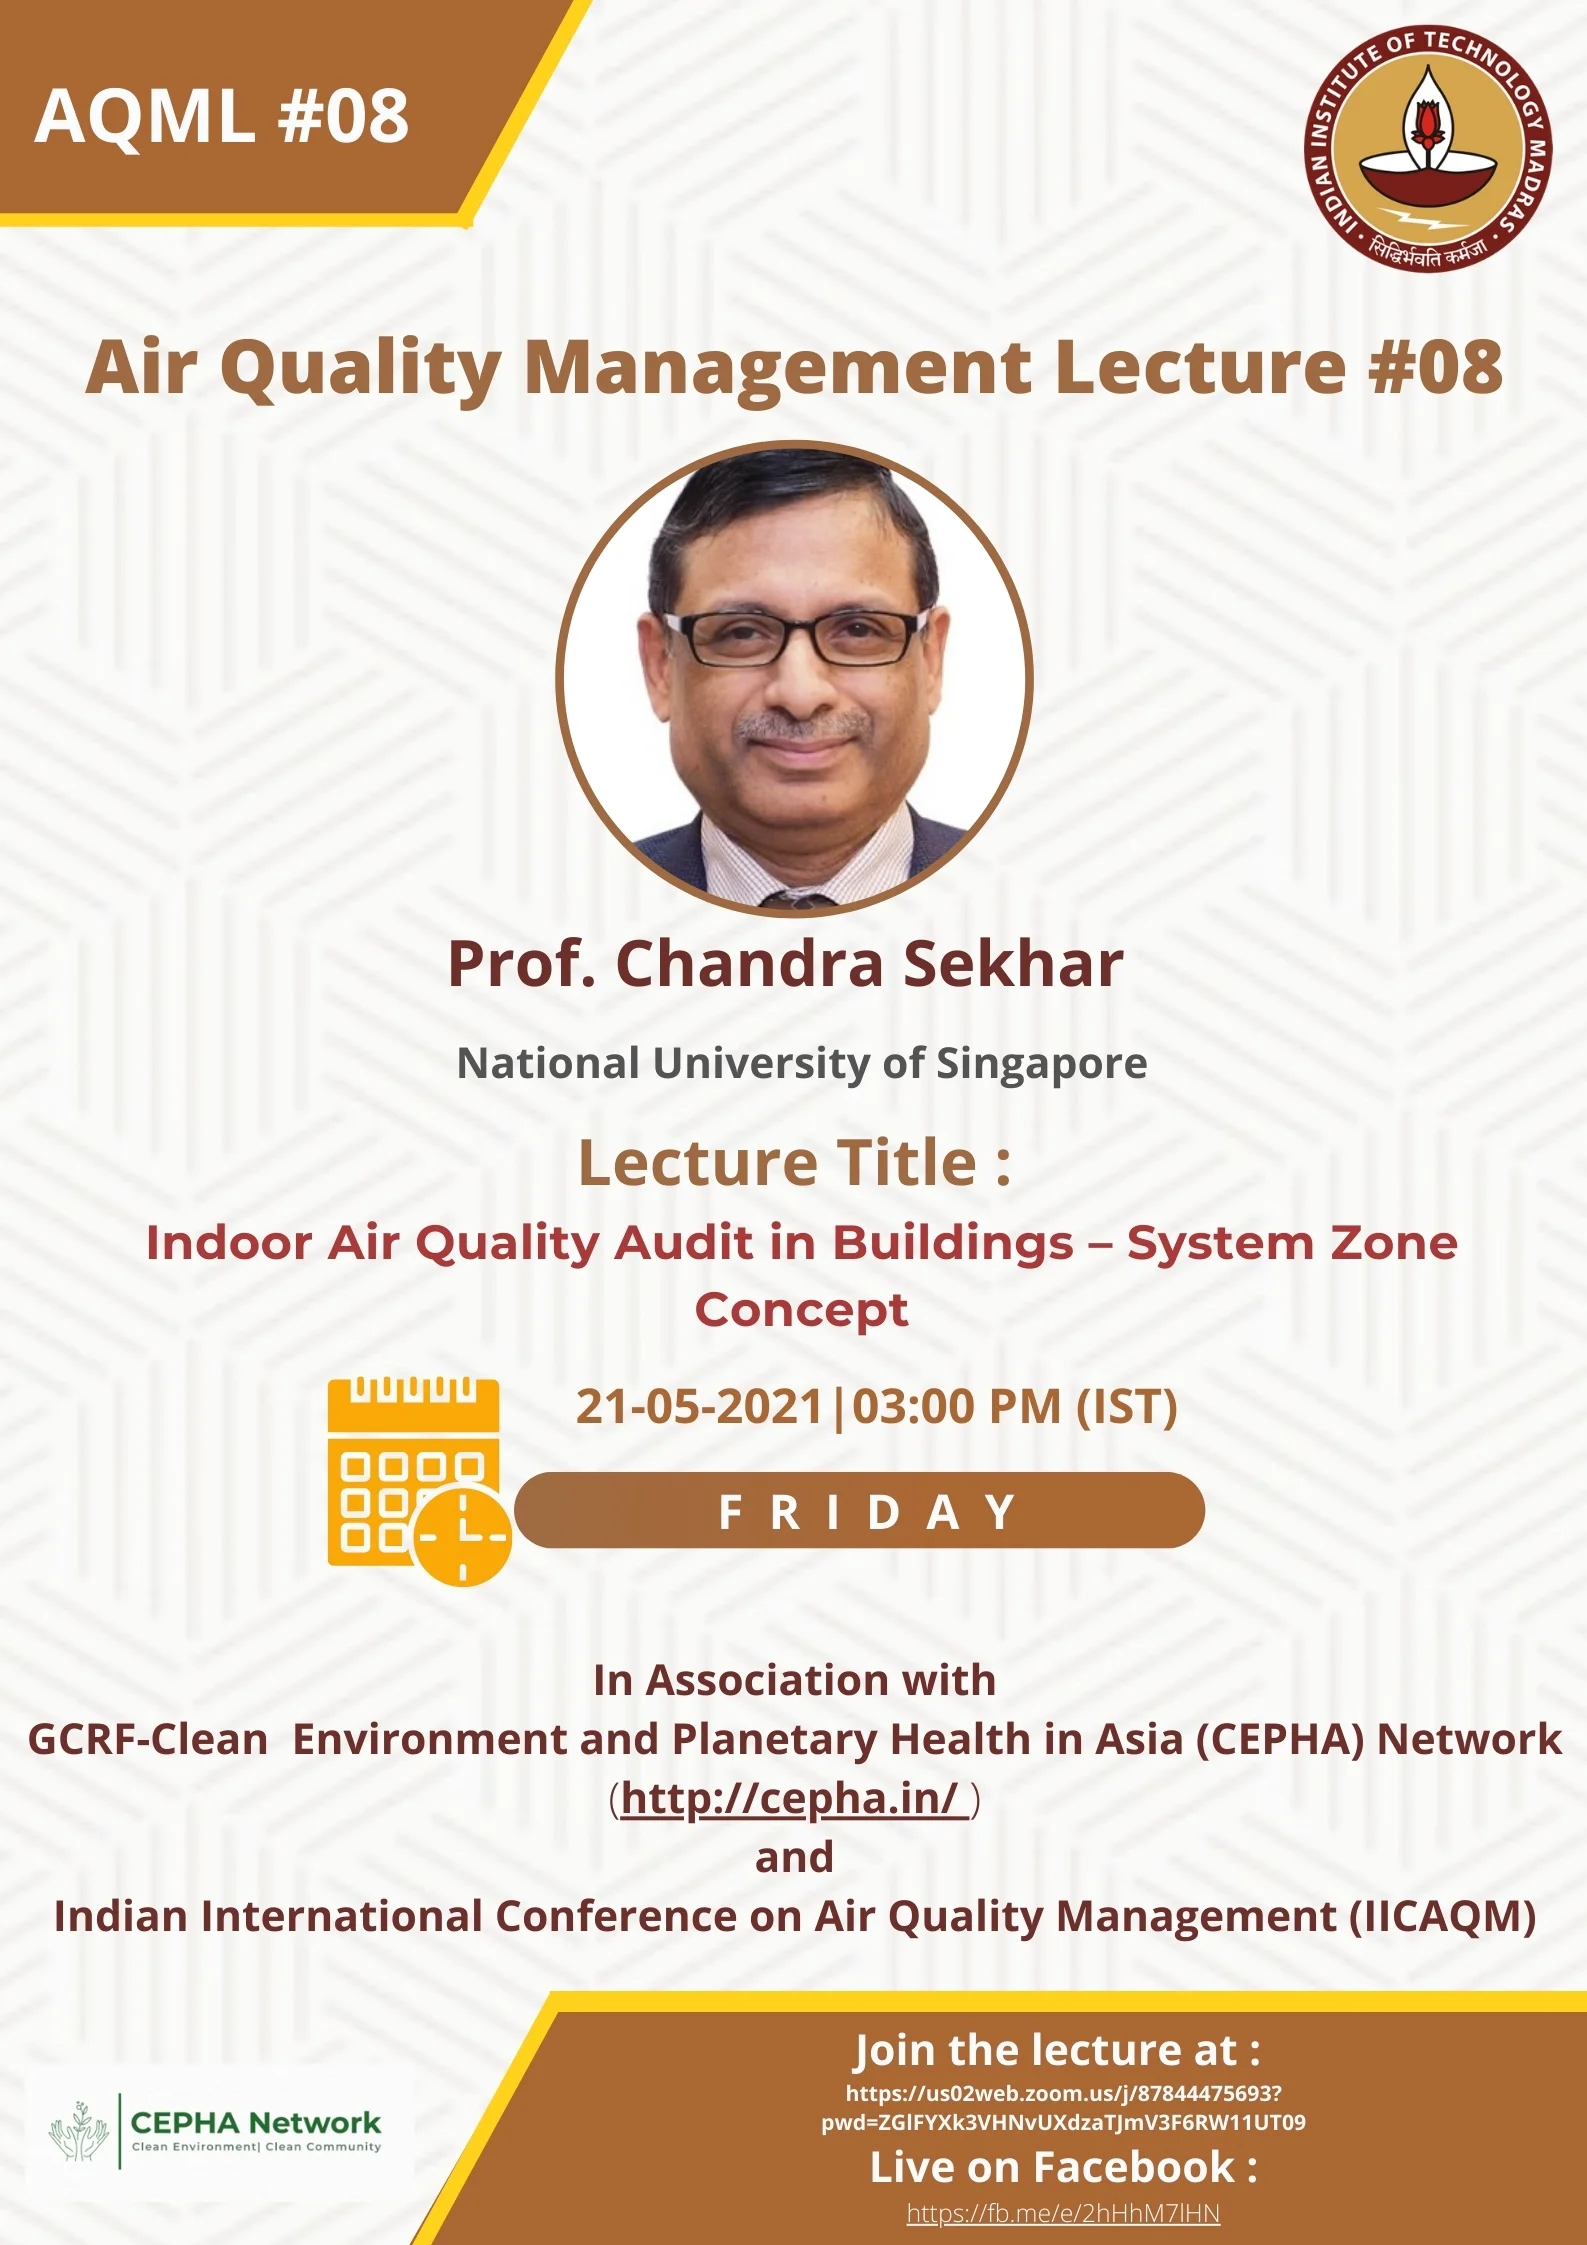 AQML #08
INDIAN INSTITUTE OF TECHNOLOGY MADRAS
सिद्धिर्भवति कर्मजा
Air Quality Management Lecture #08
Prof. Chandra Sekhar
National University of Singapore
Lecture Title :
Indoor Air Quality Audit in Buildings – System Zone
Concept
21-05-2021|03:00 PM (IST)
FRIDAY
In Association with
GCRF-Clean  Environment and Planetary Health in Asia (CEPHA) Network
(http://cepha.in/ )
and
Indian International Conference on Air Quality Management (IICAQM)
CEPHA Network
Clean Environment| Clean Community
Join the lecture at :
https://us02web.zoom.us/j/87844475693?
pwd=ZGlFYXk3VHNvUXdzaTJmV3F6RW11UT09
Live on Facebook :
https://fb.me/e/2hHhM7lHN